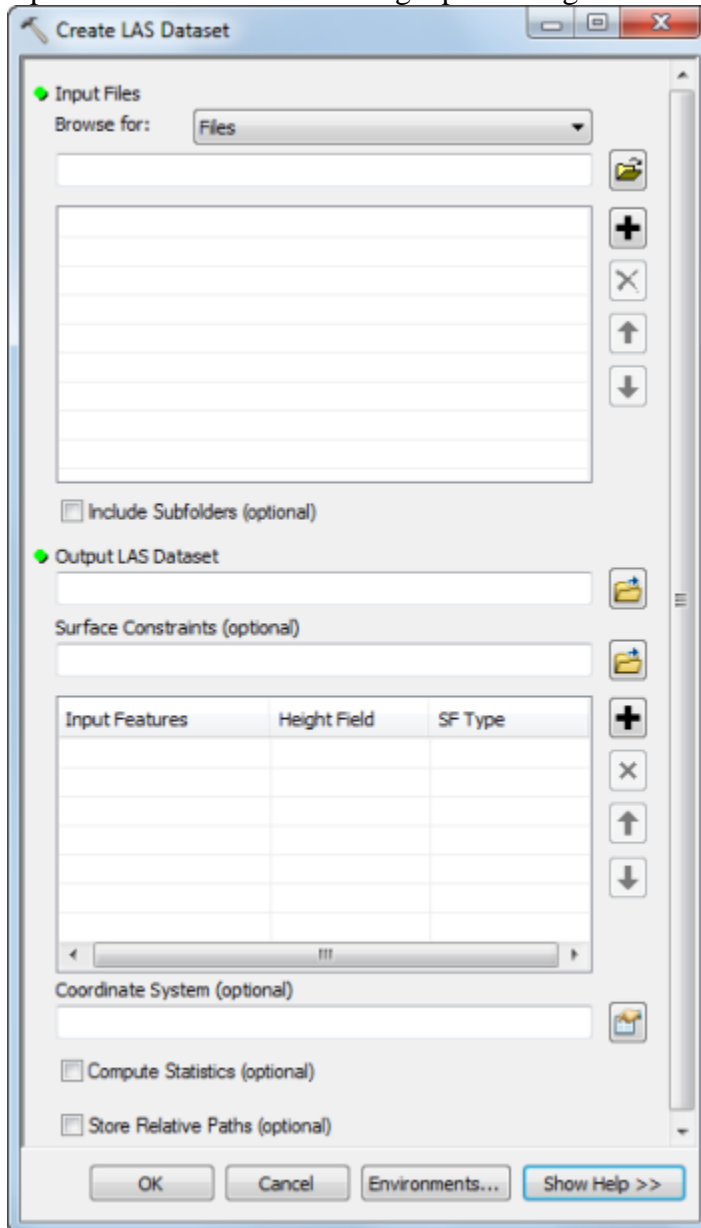 Create LAS Dataset
Input Files
Browse for: Files
Include Subfolders (optional)
Output LAS Dataset
Surface Constraints (optional)
Input Features Height Field SF Type
Coordinate System (optional)
Compute Statistics (optional)
Store Relative Paths (optional)
OK Cancel Environments... Show Help >>